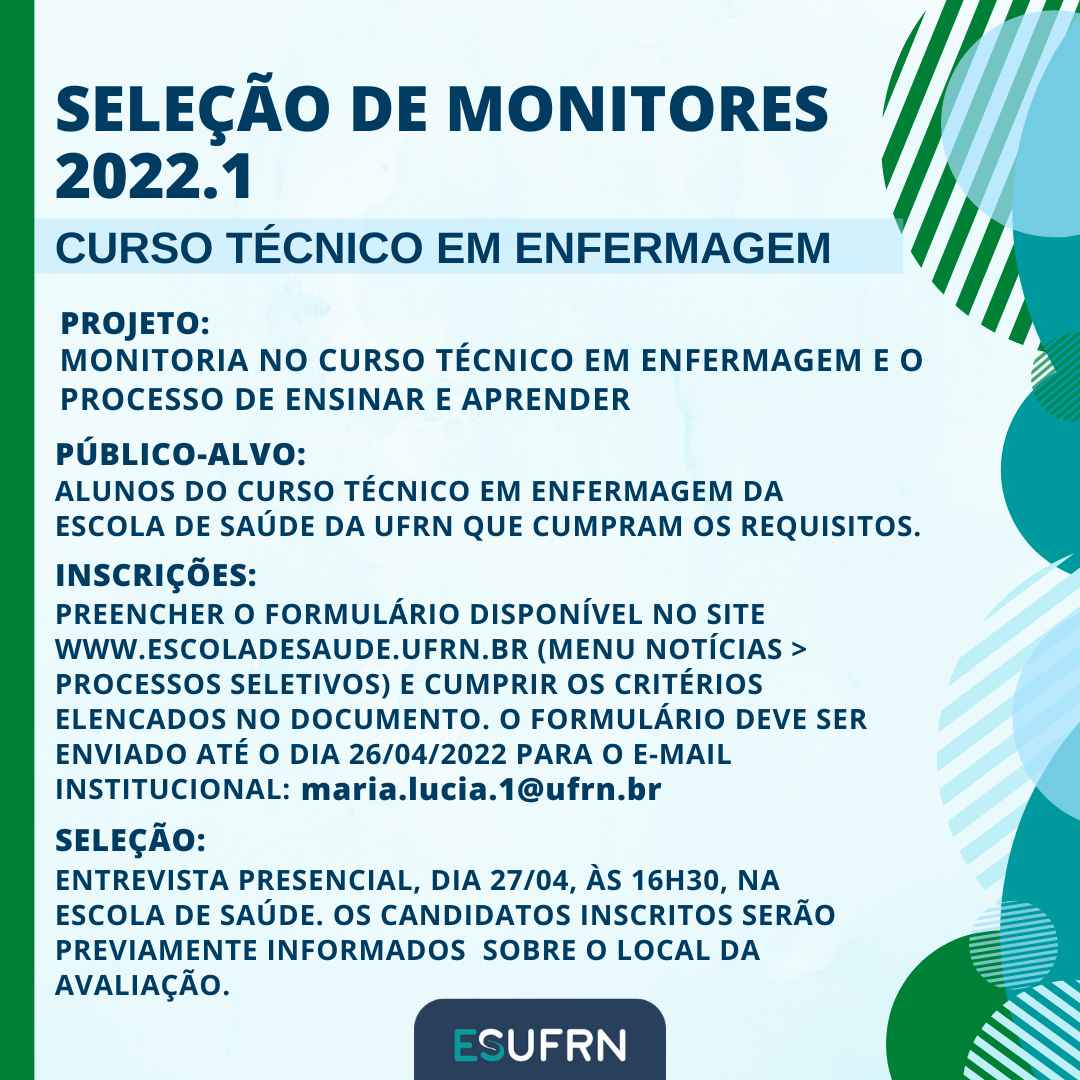 SELEÇÃO DE MONITORES
2022.1
CURSO TÉCNICO EM ENFERMAGEM
PROJETO:
MONITORIA NO CURSO TÉCNICO EM ENFERMAGEM E O
PROCESSO DE ENSINAR E APRENDER
PÚBLICO-ALVO:
ALUNOS DO CURSO TÉCNICO EM ENFERMAGEM DA
ESCOLA DE SAÚDE DA UFRN QUE CUMPRAM OS REQUISITOS.
INSCRIÇÕES:
PREENCHER O FORMULÁRIO DISPONÍVEL NO SITE
WWW.ESCOLADESAUDE.UFRN.BR (MENU NOTÍCIAS >
PROCESSOS SELETIVOS) E CUMPRIR OS CRITÉRIOS
ELENCADOS NO DOCUMENTO. O FORMULÁRIO DEVE SER
ENVIADO ATÉ O DIA 26/04/2022 PARA O E-MAIL
INSTITUCIONAL: maria.lucia.1@ufrn.br
SELEÇÃO:
ENTREVISTA PRESENCIAL, DIA 27/04, ÀS 16H30, NA
ESCOLA DE SAÚDE. OS CANDIDATOS INSCRITOS SERÃO
PREVIAMENTE INFORMADOS  SOBRE O LOCAL DA
AVALIAÇÃO.
ESUFRN